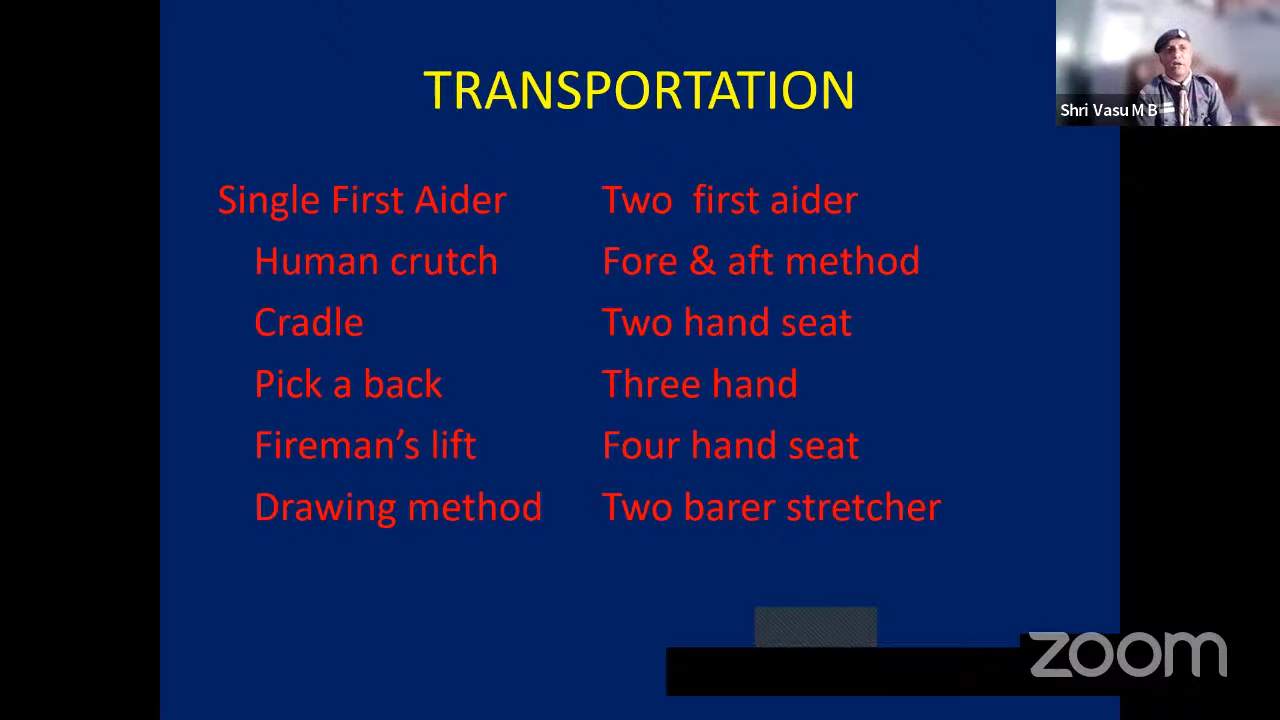 TRANSPORTATION
Shri Vasu M B
Single First Aider
Human crutch
Cradle
Pick a back
Fireman’s lift
Drawing method
Two first aider
Fore & aft method
Two hand seat
Three hand
Four hand seat
Two barer stretcher
zoom